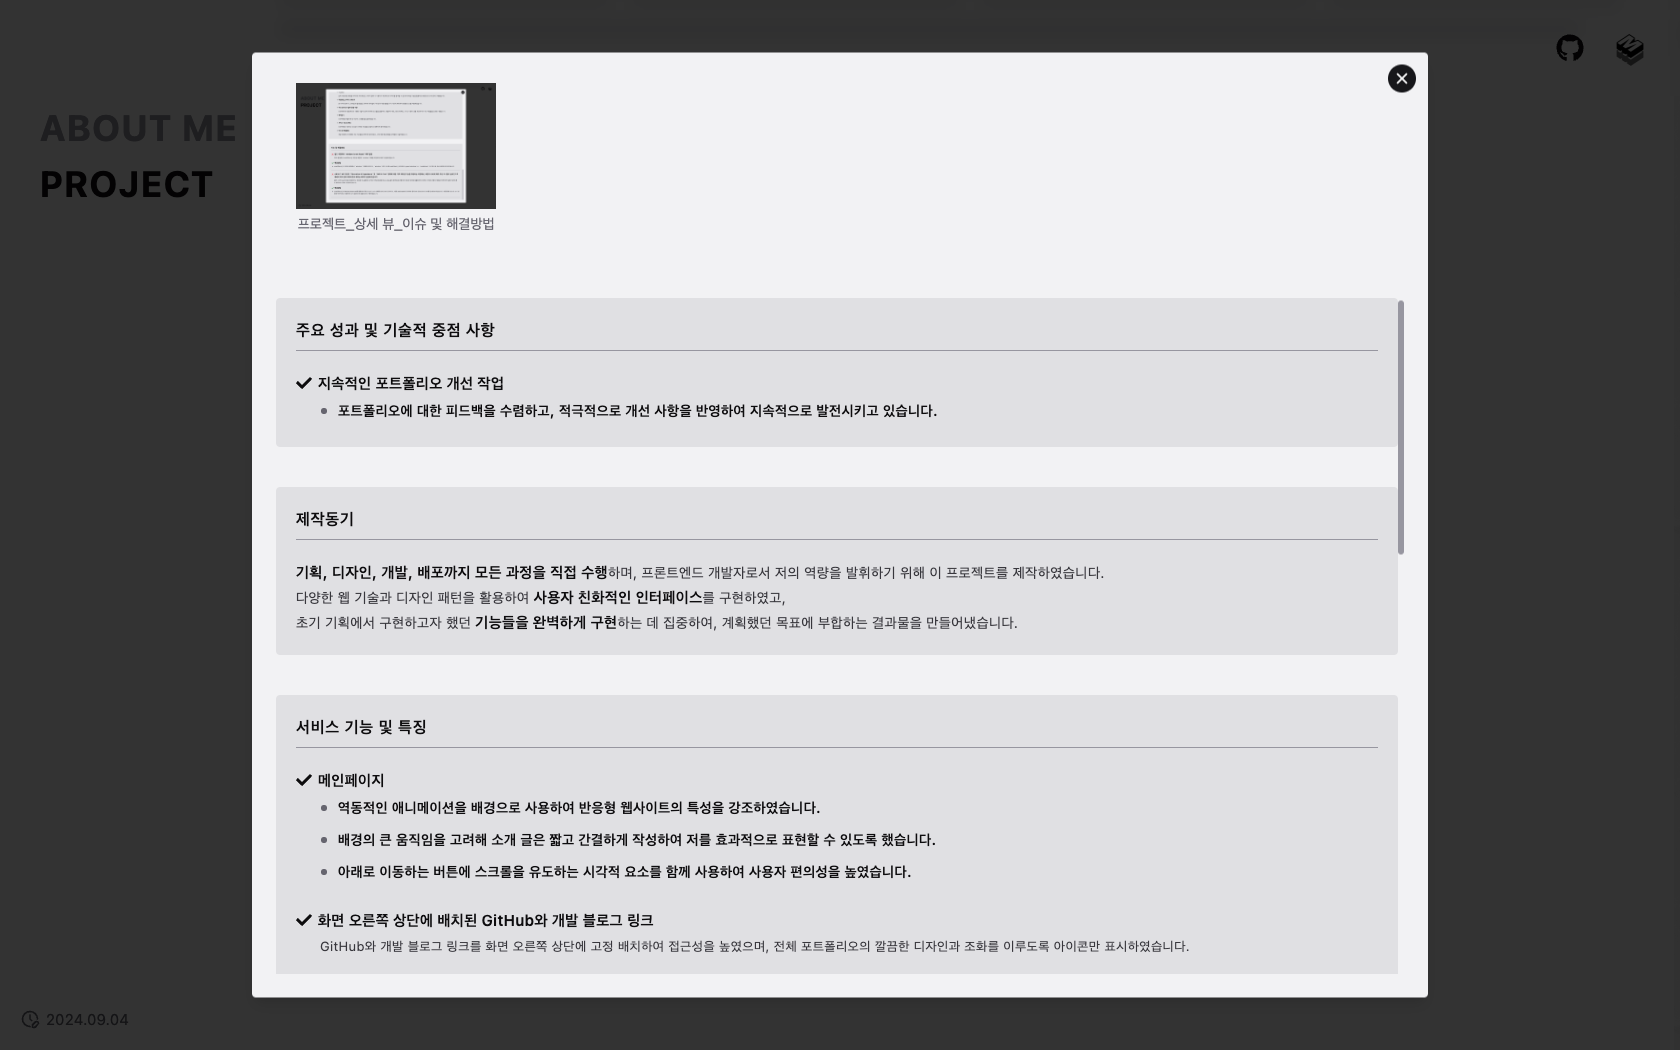 ABOUT ME
PROJECT
프로젝트_상세 뷰_이슈 및 해결방법
주요 성과 및 기술적 중점 사항
지속적인 포트폴리오 개선 작업
포트폴리오에 대한 피드백을 수렴하고, 적극적으로 개선 사항을 반영하여 지속적으로 발전시키고 있습니다.
제작동기
기획, 디자인, 개발, 배포까지 모든 과정을 직접 수행하며, 프론트엔드 개발자로서 저의 역량을 발휘하기 위해 이 프로젝트를 제작하였습니다.
다양한 웹 기술과 디자인 패턴을 활용하여 사용자 친화적인 인터페이스를 구현하였고,
초기 기획에서 구현하고자 했던 기능들을 완벽하게 구현하는 데 집중하여, 계획했던 목표에 부합하는 결과물을 만들어냈습니다.
서비스 기능 및 특징
메인페이지
역동적인 애니메이션을 배경으로 사용하여 반응형 웹사이트의 특성을 강조하였습니다.
배경의 큰 움직임을 고려해 소개 글은 짧고 간결하게 작성하여 저를 효과적으로 표현할 수 있도록 했습니다.
아래로 이동하는 버튼에 스크롤을 유도하는 시각적 요소를 함께 사용하여 사용자 편의성을 높였습니다.
화면 오른쪽 상단에 배치된 GitHub와 개발 블로그 링크
GitHub와 개발 블로그 링크를 화면 오른쪽 상단에 고정 배치하여 접근성을 높였으며, 전체 포트폴리오의 깔끔한 디자인과 조화를 이루도록 아이콘만 표시하였습니다.
2024.09.04